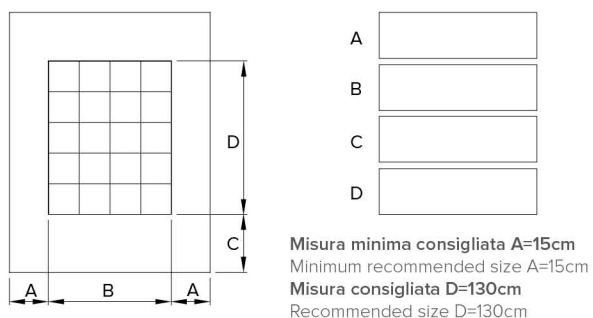 A
B
C
D
D
C
A
B
A
Misura minima consigliata A=15cm
Minimum recommended size A=15cm
Misura consigliata D=130cm
Recommended size D=130cm